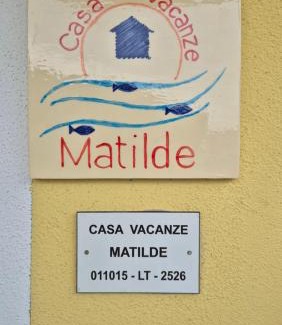 Casa Vacanze
Matilde
CASA VACANZE
MATILDE
011015 - LT - 2526